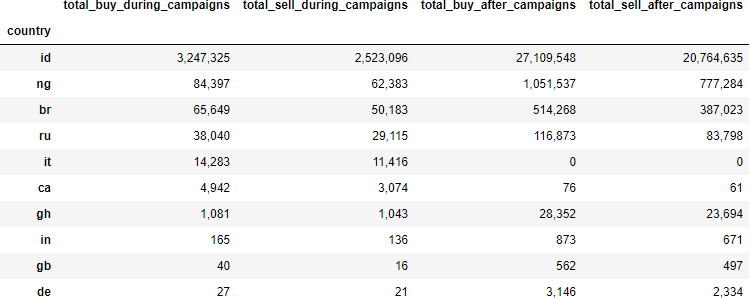 total_buy_during_campaigns total_sell_during_campaigns total_buy_after_campaigns total_sell_after_campaigns
country
id 3,247,325 2,523,096 27,109,548 20,764,635
ng 84,397 62,383 1,051,537 777,284
br 65,649 50,183 514,268 387,023
ru 38,040 29,115 116,873 83,798
it 14,283 11,416 0 0
ca 4,942 3,074 76 61
gh 1,081 1,043 28,352 23,694
in 165 136 873 671
gb 40 16 562 497
de 27 21 3,146 2,334